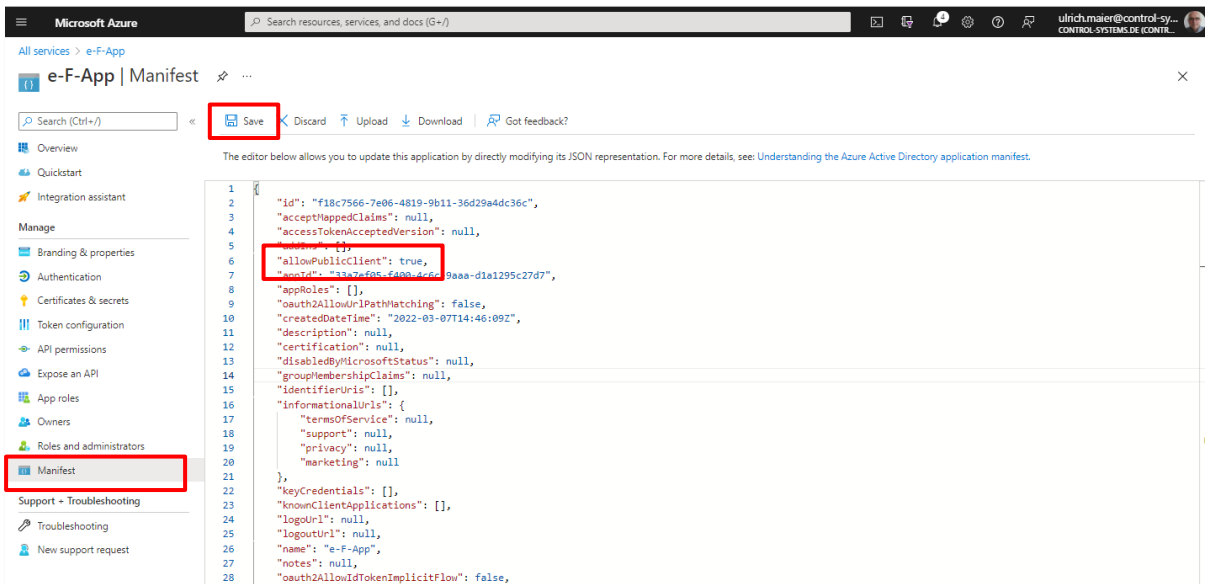 Microsoft Azure
Search resources, services, and docs (G+/)
4
ulrich.maier@control-sy...
CONTROL-SYSTEMS.DE (CONTR...
All services > e-F-App
e-F-App | Manifest
Search (Ctrl+/)
Save
Discard
Upload
Download
Got feedback?
Overview
Quickstart
Integration assistant
Manage
Branding & properties
Authentication
Certificates & secrets
Token configuration
API permissions
Expose an API
App roles
Owners
Roles and administrators
Manifest
Support + Troubleshooting
Troubleshooting
New support request
The editor below allows you to update this application by directly modifying its JSON representation. For more details, see: Understanding the Azure Active Directory application manifest.
1 {
2 "id": "f18c7566-7e06-4819-9b11-36d29a4dc36c",
3 "acceptMappedClaims": null,
4 "accessTokenAcceptedVersion": null,
5 "addIns": [],
6 "allowPublicClient": true,
7 "appId": "33a7ef05-f400-4c6c-9aaa-d1a1295c27d7",
8 "appRoles": [],
9 "oauth2AllowUrlPathMatching": false,
10 "createdDateTime": "2022-03-07T14:46:09Z",
11 "description": null,
12 "certification": null,
13 "disabledByMicrosoftStatus": null,
14 "groupMembershipClaims": null,
15 "identifierUris": [],
16 "informationalUrls": {
17 "termsOfService": null,
18 "support": null,
19 "privacy": null,
20 "marketing": null
21 },
22 "keyCredentials": [],
23 "knownClientApplications": [],
24 "logoUrl": null,
25 "logoutUrl": null,
26 "name": "e-F-App",
27 "notes": null,
28 "oauth2AllowIdTokenImplicitFlow": false,